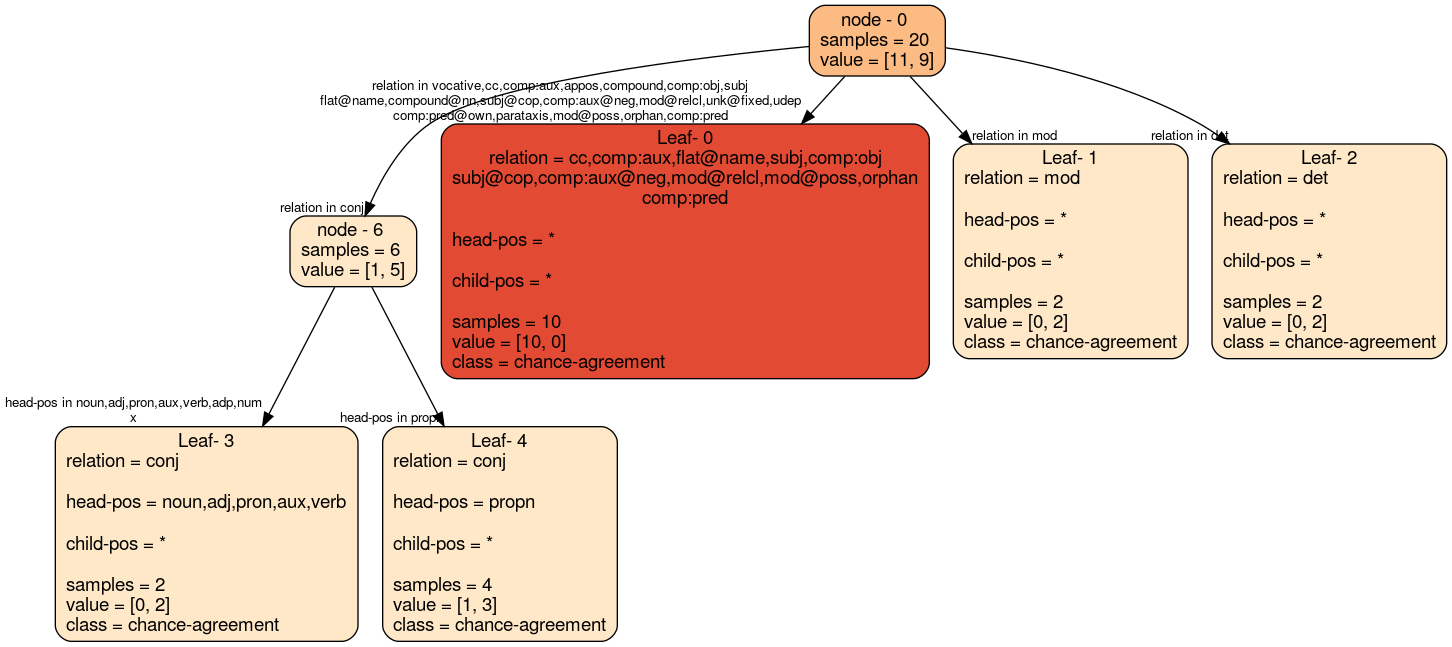 node - 0
samples = 20
value = [11, 9]
relation in vocative,cc,comp:aux,appos,compound,comp:obj,subj
flat@name,compound@nn,subj@cop,comp:aux@neg,mod@relcl,unk@fixed,udep
comp:pred@own,parataxis,mod@poss,orphan,comp:pred
relation in mod
relation in det
Leaf- 0
relation = cc,comp:aux,flat@name,subj,comp:obj
subj@cop,comp:aux@neg,mod@relcl,mod@poss,orphan
comp:pred
head-pos = *
child-pos = *
samples = 10
value = [10, 0]
class = chance-agreement
Leaf- 1
relation = mod
head-pos = *
child-pos = *
samples = 2
value = [0, 2]
class = chance-agreement
Leaf- 2
relation = det
head-pos = *
child-pos = *
samples = 2
value = [0, 2]
class = chance-agreement
relation in conj
node - 6
samples = 6
value = [1, 5]
head-pos in noun,adj,pron,aux,verb,adp,num
x
head-pos in propn
Leaf- 3
relation = conj
head-pos = noun,adj,pron,aux,verb
child-pos = *
samples = 2
value = [0, 2]
class = chance-agreement
Leaf- 4
relation = conj
head-pos = propn
child-pos = *
samples = 4
value = [1, 3]
class = chance-agreement